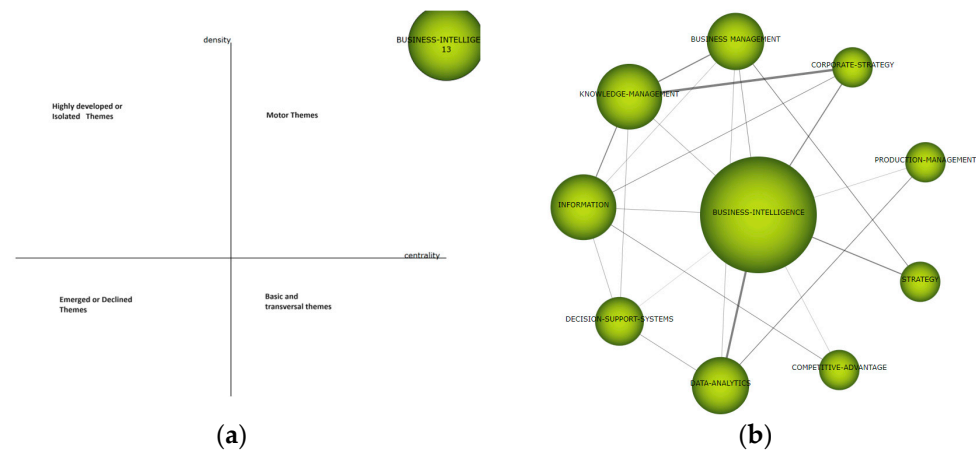 density
BUSINESS-INTELLIGE
13
Highly developed or
Isolated Themes
Motor Themes
centrality
Emerged or Declined
Themes
Basic and
transversal themes
(a)
BUSINESS MANAGEMENT
CORPORATE-STRATEGY
KNOWLEDGE-MANAGEMENT
PRODUCTION-MANAGEMENT
INFORMATION
BUSINESS-INTELLIGENCE
STRATEGY
DECISION-SUPPORT-SYSTEMS
COMPETITIVE-ADVANTAGE
DATA-ANALYTICS
(b)